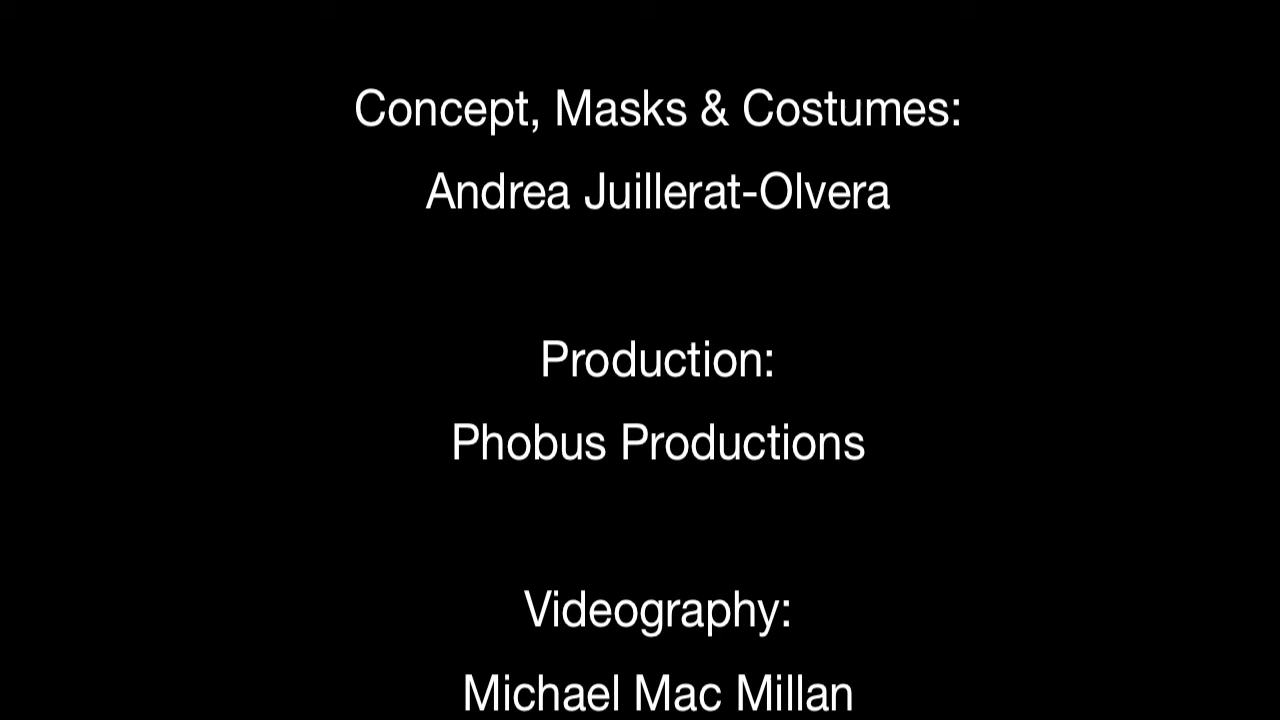 Concept, Masks & Costumes:
Andrea Juillerat-Olvera
Production:
Phobus Productions
Videography:
Michael Mac Millan